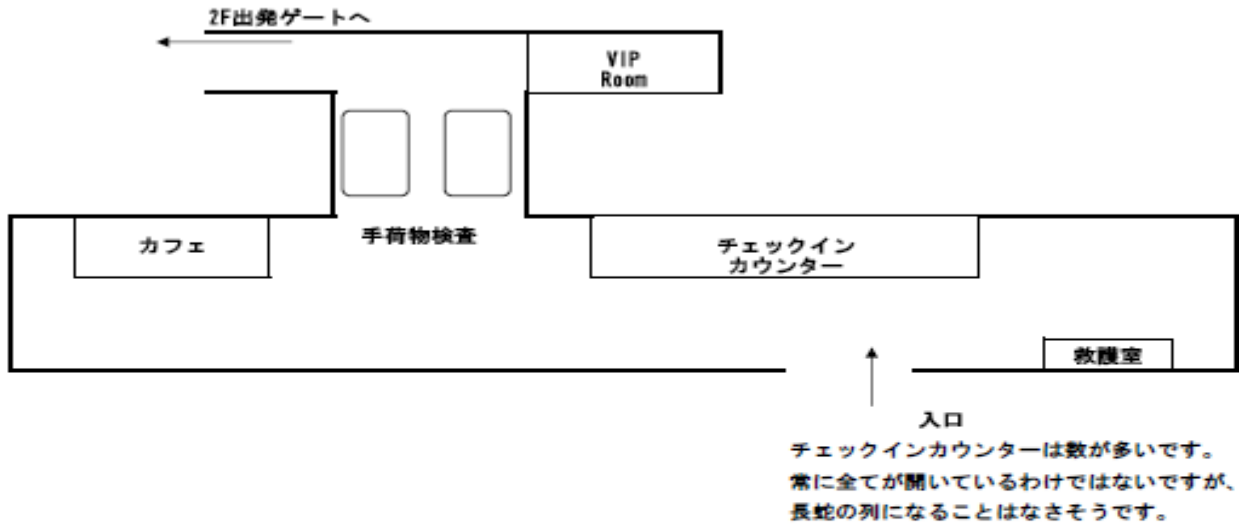 2F出発ゲートへ
VIP
Room
カフェ
手荷物検査
チェックイン
カウンター
救護室
入口
チェックインカウンターは数が多いです。
常に全てが開いているわけではないですが、
長蛇の列になることはなさそうです。